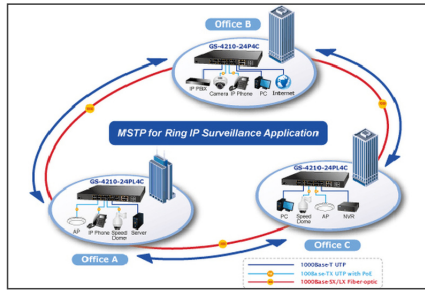 Office B
GS-4210-24P4C
IP PBX Camera IP Phone PC Internet
MSTP for Ring IP Surveillance Application
GS-4210-24PL4C
AP IP Phone Speed Dome Server
Office A
GS-4210-24PL4C
PC Speed Dome AP NVR
Office C
1000Base-T UTP
1000Base-TX UTP with PoE
1000Base-SX/LX Fiber-optic